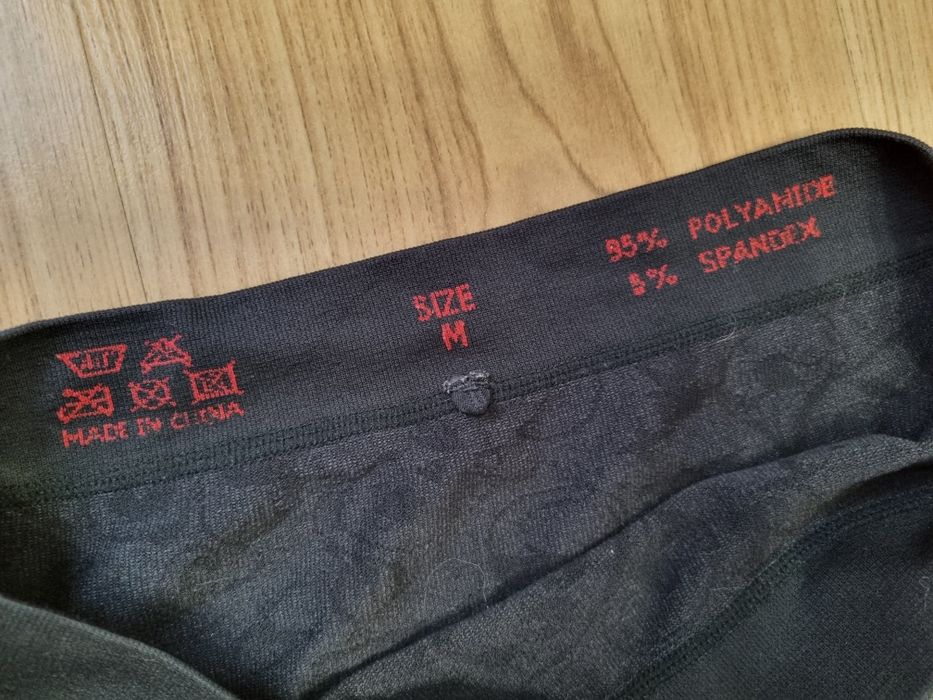 MADE IN CHINA
SIZE
M
95% POLYAMIDE
5% SPANDEX